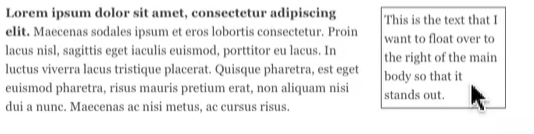 Lorem ipsum dolor sit amet, consectetur adipiscing
elit. Maecenas sodales ipsum et eros lobortis consectetur. Proin
lacus nisl, sagittis eget iaculis euismod, porttitor eu lacus. In
luctus viverra lacus tristique placerat. Quisque pharetra, est eget
euismod pharetra, risus mauris pretium erat, non aliquam nisi
dui a nunc. Maecenas ac nisi metus, ac cursus risus.
This is the text that I
want to float over to
the right of the main
body so that it
stands out.